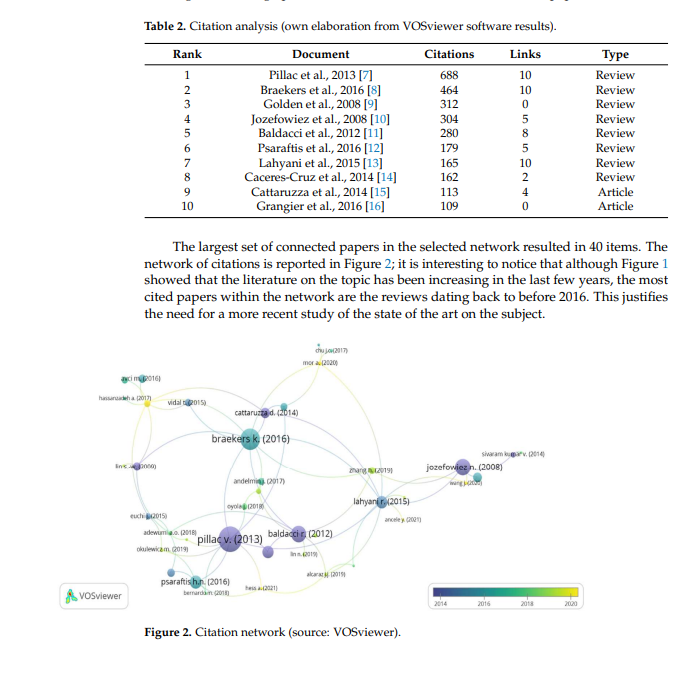 Table 2. Citation analysis (own elaboration from VOSviewer software results).
Rank Document Citations Links Type
1 Pillac et al., 2013 [7] 688 10 Review
2 Braekers et al., 2016 [8] 464 10 Review
3 Golden et al., 2008 [9] 312 0 Review
4 Jozefowiez et al., 2008 [10] 304 5 Review
5 Baldacci et al., 2012 [11] 280 8 Review
6 Psaraftis et al., 2016 [12] 179 5 Review
7 Lahyani et al., 2015 [13] 165 10 Review
8 Caceres-Cruz et al., 2014 [14] 162 2 Review
9 Cattaruzza et al., 2014 [15] 113 4 Article
10 Grangier et al., 2016 [16] 109 0 Article
The largest set of connected papers in the selected network resulted in 40 items. The
network of citations is reported in Figure 2; it is interesting to notice that although Figure 1
showed that the literature on the topic has been increasing in the last few years, the most
cited papers within the network are the reviews dating back to before 2016. This justifies
the need for a more recent study of the state of the art on the subject.
chu j.c. (2017)
mor a. (2020)
(2016)
hassanzadeh a. (2017)
vidal t. (2015)
cattaruzza d. (2014)
braekers k. (2016)
sivaram kumar v. (2014)
lin s.-w. (2009)
zhang (2019)
jozefowiez n. (2008)
andelmin j. (2017)
wang j. (2020)
oyola (2018)
lahyani r. (2015)
euchi (2015)
ancele y. (2021)
adewumi a.o. (2018)
pillac v. (2013)
baldacci r. (2012)
okulewicz m. (2019)
lin n. (2019)
psaraftis h.n. (2016)
alcaraz j.j. (2019)
hess a. (2021)
bernardo m. (2018)
VOSviewer
2014 2016 2018 2020
Figure 2. Citation network (source: VOSviewer).